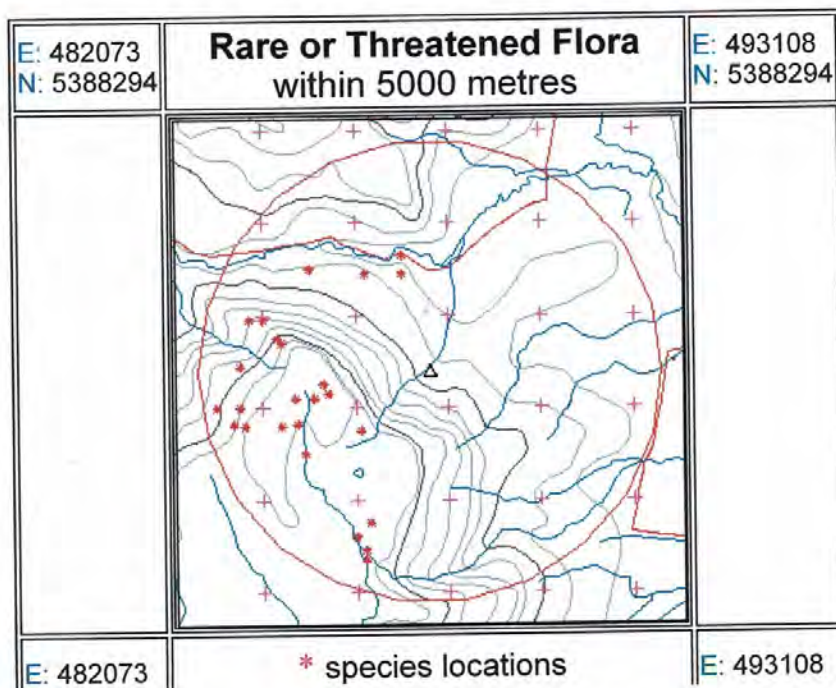 E: 482073
N: 5388294
Rare or Threatened Flora
within 5000 metres
E: 493108
N: 5388294
E: 482073
* species locations
E: 493108